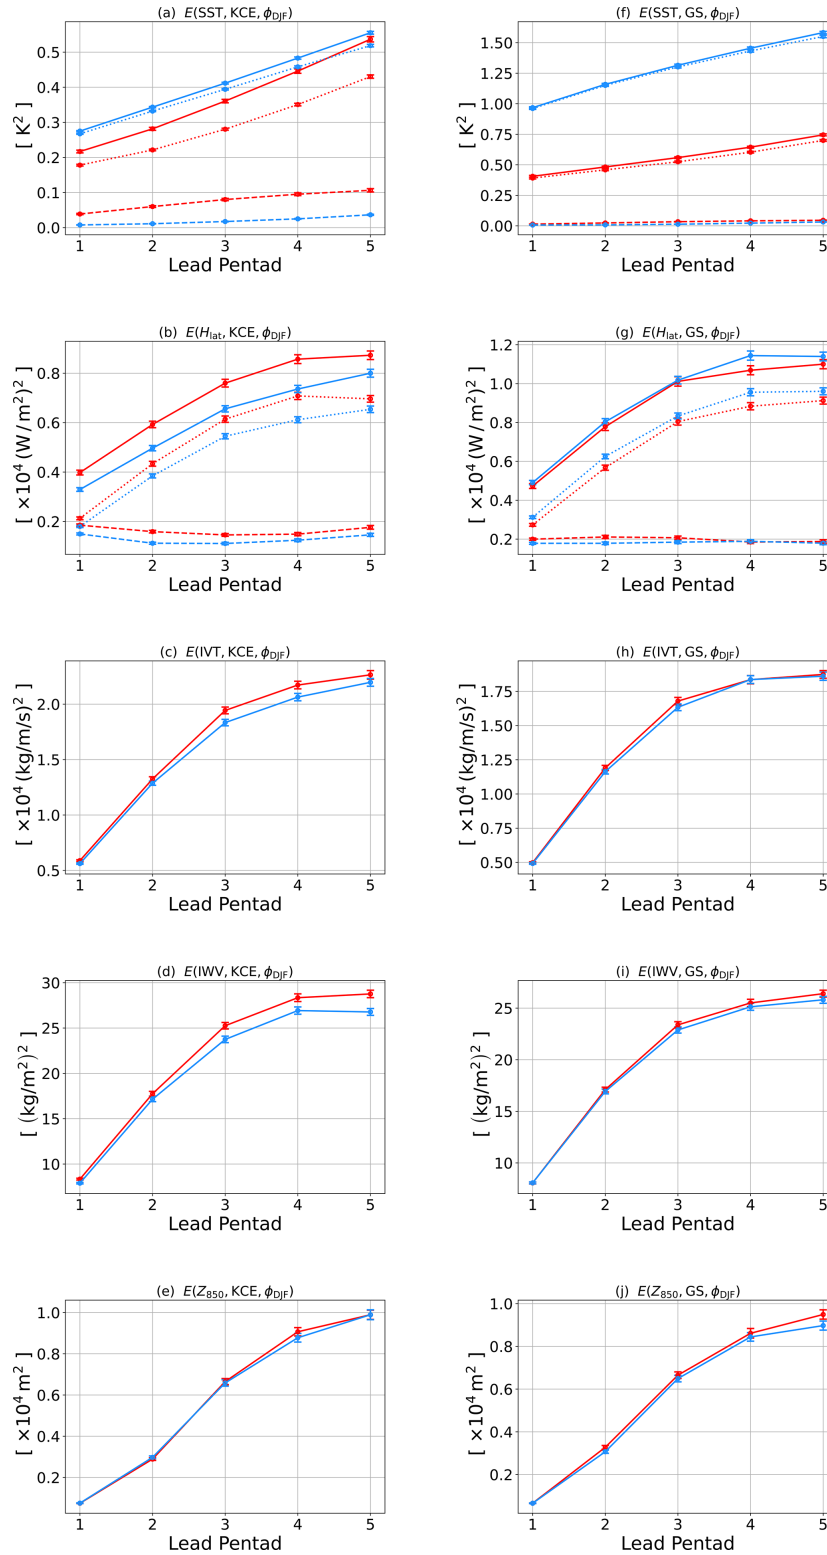 (a) E(SST, KCE, ϕDJF)
[ K² ]
0.5
0.4
0.3
0.2
0.1
0.0
1 2 3 4 5
Lead Pentad
(f) E(SST, GS, ϕDJF)
[ K² ]
1.50
1.25
1.00
0.75
0.50
0.25
0.00
1 2 3 4 5
Lead Pentad
(b) E(Hlat, KCE, ϕDJF)
[ ×10⁴ (W / m²)² ]
0.8
0.6
0.4
0.2
1 2 3 4 5
Lead Pentad
(g) E(Hlat, GS, ϕDJF)
[ ×10⁴ (W / m²)² ]
1.2
1.0
0.8
0.6
0.4
0.2
1 2 3 4 5
Lead Pentad
(c) E(IVT, KCE, ϕDJF)
[ ×10⁴ (kg/m/s)² ]
2.0
1.5
1.0
0.5
1 2 3 4 5
Lead Pentad
(h) E(IVT, GS, ϕDJF)
[ ×10⁴ (kg/m/s)² ]
1.75
1.50
1.25
1.00
0.75
0.50
1 2 3 4 5
Lead Pentad
(d) E(IWV, KCE, ϕDJF)
[ (kg/m²)² ]
30
25
20
15
10
1 2 3 4 5
Lead Pentad
(i) E(IWV, GS, ϕDJF)
[ (kg/m²)² ]
25
20
15
10
1 2 3 4 5
Lead Pentad
(e) E(Z850, KCE, ϕDJF)
[ ×10⁴ m² ]
1.0
0.8
0.6
0.4
0.2
1 2 3 4 5
Lead Pentad
(j) E(Z850, GS, ϕDJF)
[ ×10⁴ m² ]
1.0
0.8
0.6
0.4
0.2
1 2 3 4 5
Lead Pentad